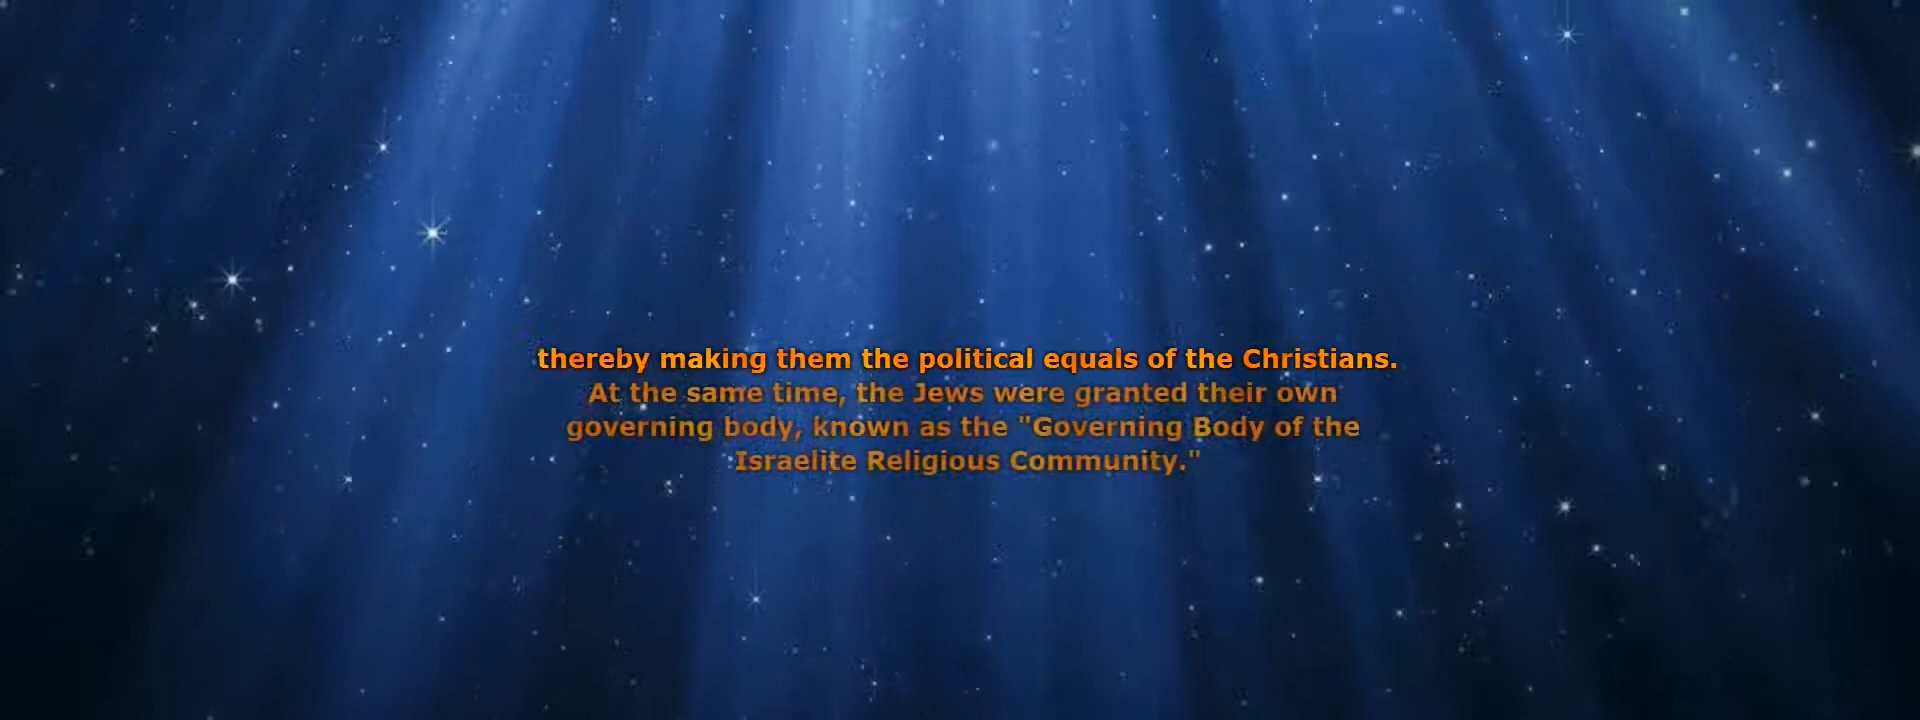 thereby making them the political equals of the Christians.
At the same time, the Jews were granted their own
governing body, known as the "Governing Body of the
Israelite Religious Community."